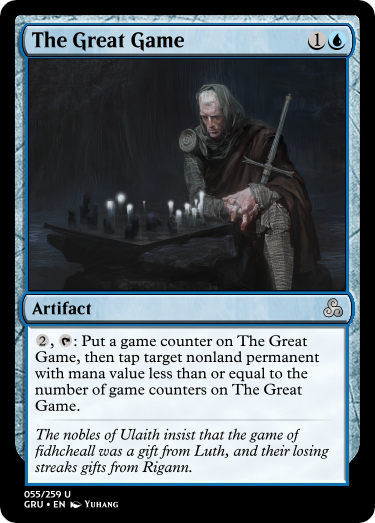 The Great Game 1
Artifact
2, : Put a game counter on The Great
Game, then tap target nonland permanent
with mana value less than or equal to the
number of game counters on The Great
Game.
The nobles of Ulaith insist that the game of
fidhcheall was a gift from Luth, and their losing
streaks gifts from Rigann.
055/259 U
GRU • EN Yuhang